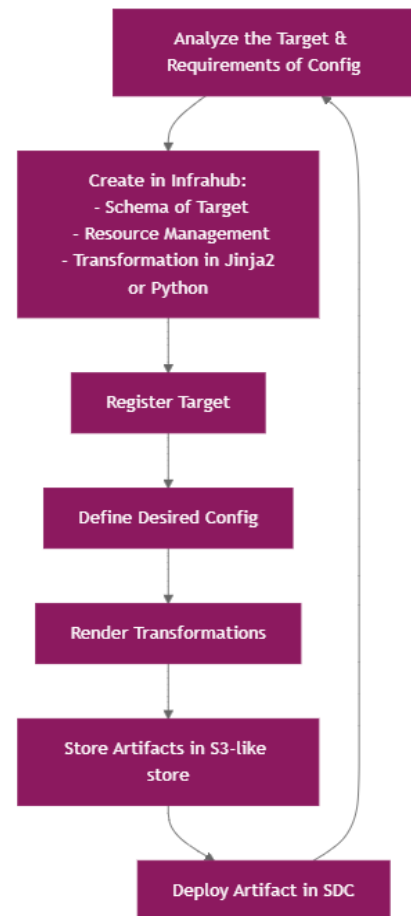 Analyze the Target &
Requirements of Config
Create in Infrahub:
- Schema of Target
- Resource Management
- Transformation in Jinja2
or Python
Register Target
Define Desired Config
Render Transformations
Store Artifacts in S3-like
store
Deploy Artifact in SDC